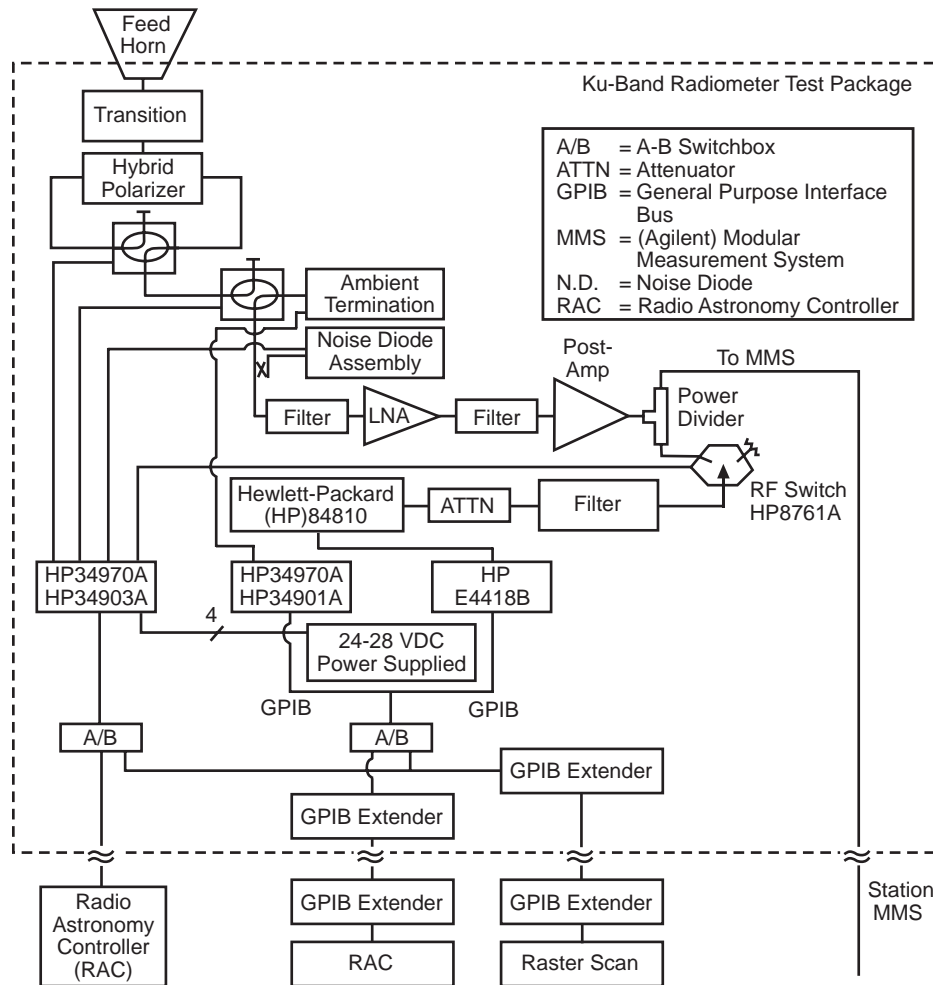 Feed
Horn
Ku-Band Radiometer Test Package
Transition
Hybrid
Polarizer
A/B = A-B Switchbox
ATTN = Attenuator
GPIB = General Purpose Interface
Bus
MMS = (Agilent) Modular
Measurement System
N.D. = Noise Diode
RAC = Radio Astronomy Controller
Ambient
Termination
Noise Diode
Assembly
Post-
Amp
To MMS
Power
Divider
Filter
LNA
Filter
RF Switch
HP8761A
Hewlett-Packard
(HP)84810
ATTN
Filter
HP34970A
HP34903A
HP34970A
HP34901A
HP
E4418B
4
24-28 VDC
Power Supplied
GPIB
GPIB
A/B
A/B
GPIB Extender
GPIB Extender
Radio
Astronomy
Controller
(RAC)
GPIB Extender
RAC
GPIB Extender
Raster Scan
Station
MMS